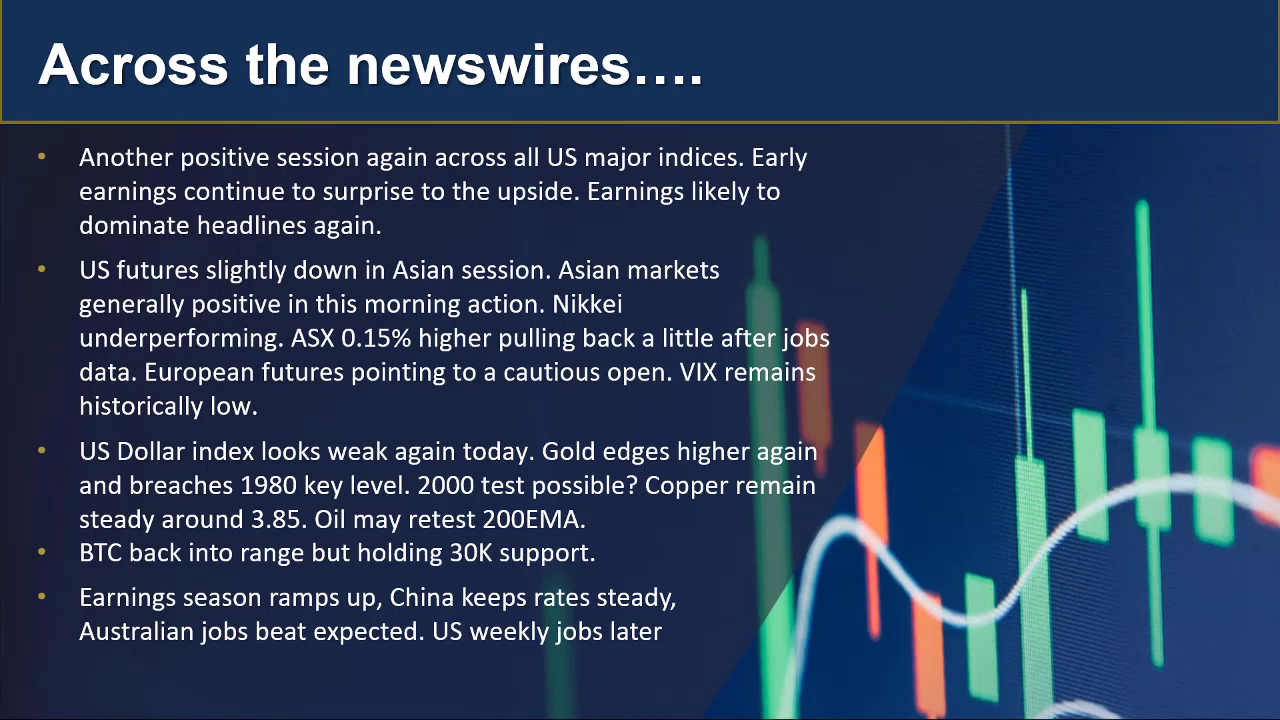 Across the newswires….
• Another positive session again across all US major indices. Early
earnings continue to surprise to the upside. Earnings likely to
dominate headlines again.
• US futures slightly down in Asian session. Asian markets
generally positive in this morning action. Nikkei
underperforming. ASX 0.15% higher pulling back a little after jobs
data. European futures pointing to a cautious open. VIX remains
historically low.
• US Dollar index looks weak again today. Gold edges higher again
and breaches 1980 key level. 2000 test possible? Copper remain
steady around 3.85. Oil may retest 200EMA.
• BTC back into range but holding 30K support.
• Earnings season ramps up, China keeps rates steady,
Australian jobs beat expected. US weekly jobs later